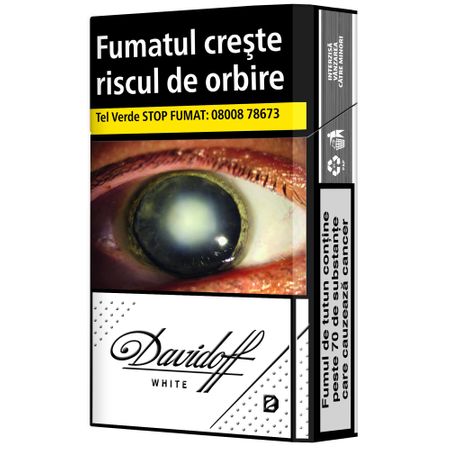 Fumatul crește
riscul de orbire
Tel Verde STOP FUMAT: 08008 78673
Davidoff
WHITE
INTERZISĂ
VÂNZAREA
CĂTRE MINORI
Fumul de tutun conține
peste 70 de substanțe
care cauzează cancer